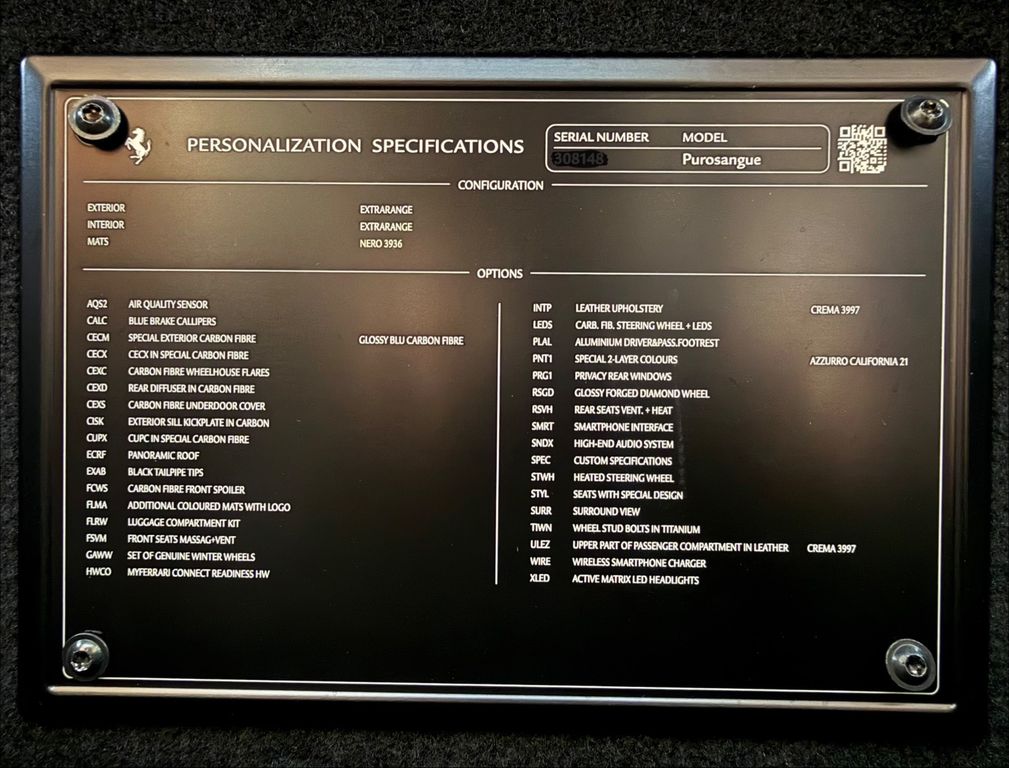 PERSONALIZATION SPECIFICATIONS
SERIAL NUMBER MODEL
Purosangue
CONFIGURATION
EXTERIOR EXTRARANGE
INTERIOR EXTRARANGE
MATS NERO 3936
OPTIONS
AQS2 AIR QUALITY SENSOR
CALC BLUE BRAKE CALLIPERS
CECM SPECIAL EXTERIOR CARBON FIBRE GLOSSY BLU CARBON FIBRE
CECX CECX IN SPECIAL CARBON FIBRE
CEXC CARBON FIBRE WHEELHOUSE FLARES
CEXD REAR DIFFUSER IN CARBON FIBRE
CEXS CARBON FIBRE UNDERDOOR COVER
CISK EXTERIOR SILL KICKPLATE IN CARBON
CUPX CUPC IN SPECIAL CARBON FIBRE
ECRF PANORAMIC ROOF
EXAB BLACK TAILPIPE TIPS
FCWS CARBON FIBRE FRONT SPOILER
FLMA ADDITIONAL COLOURED MATS WITH LOGO
FLRW LUGGAGE COMPARTMENT KIT
FSVM FRONT SEATS MASSAG+VENT
GAWW SET OF GENUINE WINTER WHEELS
HWCO MYFERRARI CONNECT READINESS HW
INTP LEATHER UPHOLSTERY CREMA 3997
LEDS CARB. FIB. STEERING WHEEL + LEDS
PLAL ALUMINIUM DRIVER&PASS.FOOTREST
PNT1 SPECIAL 2-LAYER COLOURS AZZURRO CALIFORNIA 21
PRG1 PRIVACY REAR WINDOWS
RSGD GLOSSY FORGED DIAMOND WHEEL
RSVH REAR SEATS VENT. + HEAT
SMRT SMARTPHONE INTERFACE
SNDX HIGH-END AUDIO SYSTEM
SPEC CUSTOM SPECIFICATIONS
STWH HEATED STEERING WHEEL
STYL SEATS WITH SPECIAL DESIGN
SURR SURROUND VIEW
TIWN WHEEL STUD BOLTS IN TITANIUM
ULEZ UPPER PART OF PASSENGER COMPARTMENT IN LEATHER CREMA 3997
WIRE WIRELESS SMARTPHONE CHARGER
XLED ACTIVE MATRIX LED HEADLIGHTS